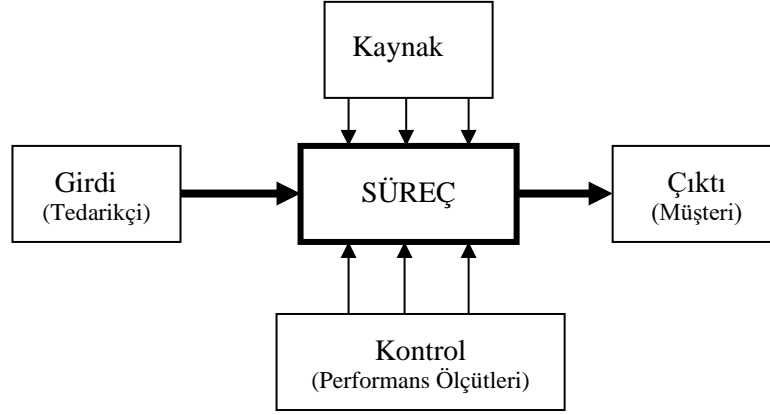 Kaynak
Girdi
(Tedarikçi)
SÜREÇ
Çıktı
(Müşteri)
Kontrol
(Performans Ölçütleri)